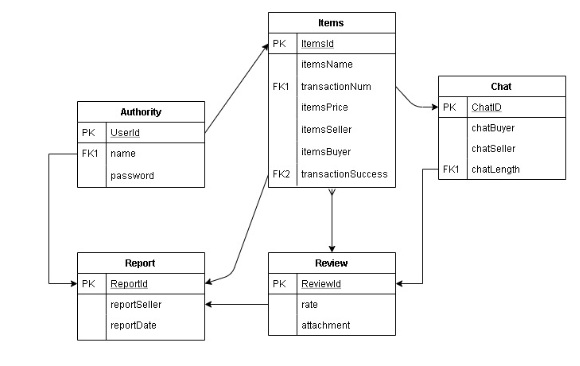 Items
PK ItemsId
itemsName
FK1 transactionNum
itemsPrice
itemsSeller
itemsBuyer
FK2 transactionSuccess
Chat
PK ChatID
chatBuyer
chatSeller
FK1 chatLength
Authority
PK UserId
FK1 name
password
Report
PK ReportId
reportSeller
reportDate
Review
PK ReviewId
rate
attachment